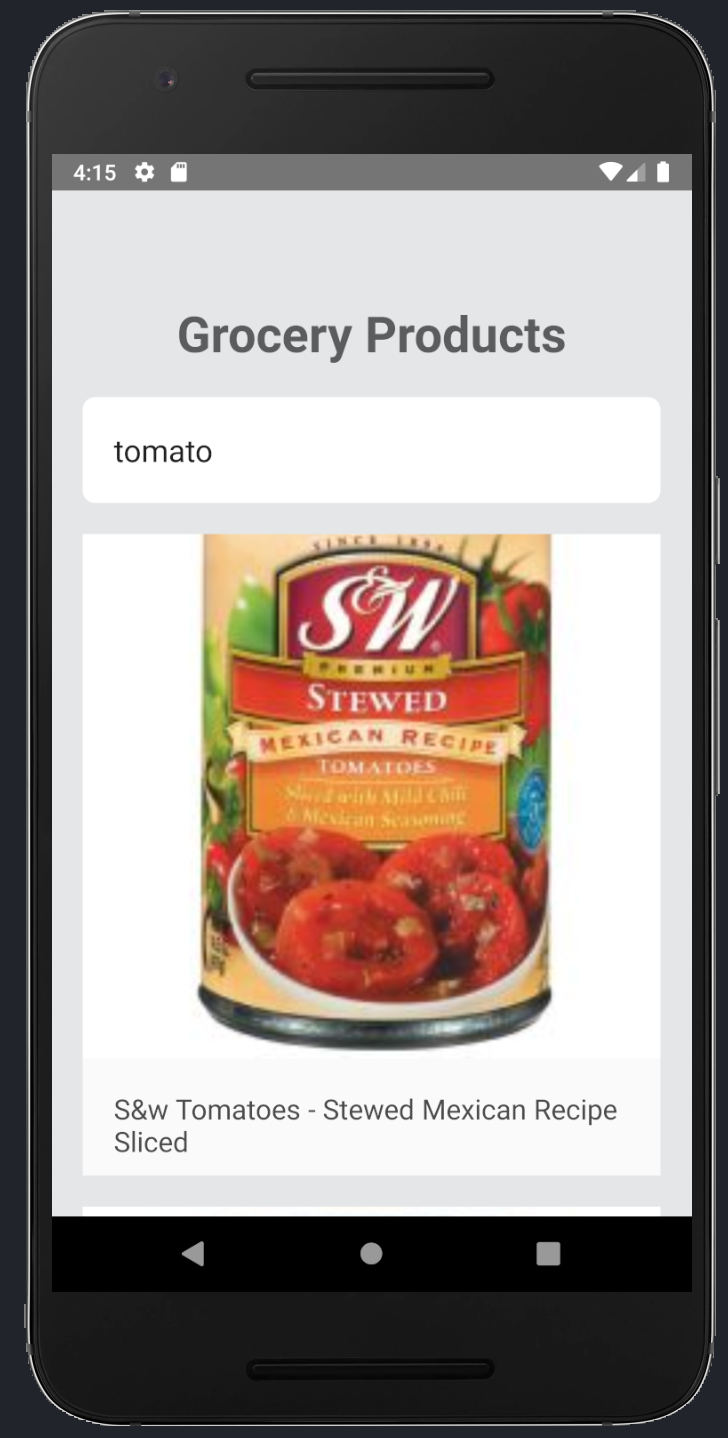 4:15
Grocery Products
tomato
SINCE 1896
S&W
PREMIUM
STEWED
MEXICAN RECIPE
TOMATOES
Sliced with Mild Chili
& Mexican Seasoning
S&w Tomatoes - Stewed Mexican Recipe
Sliced